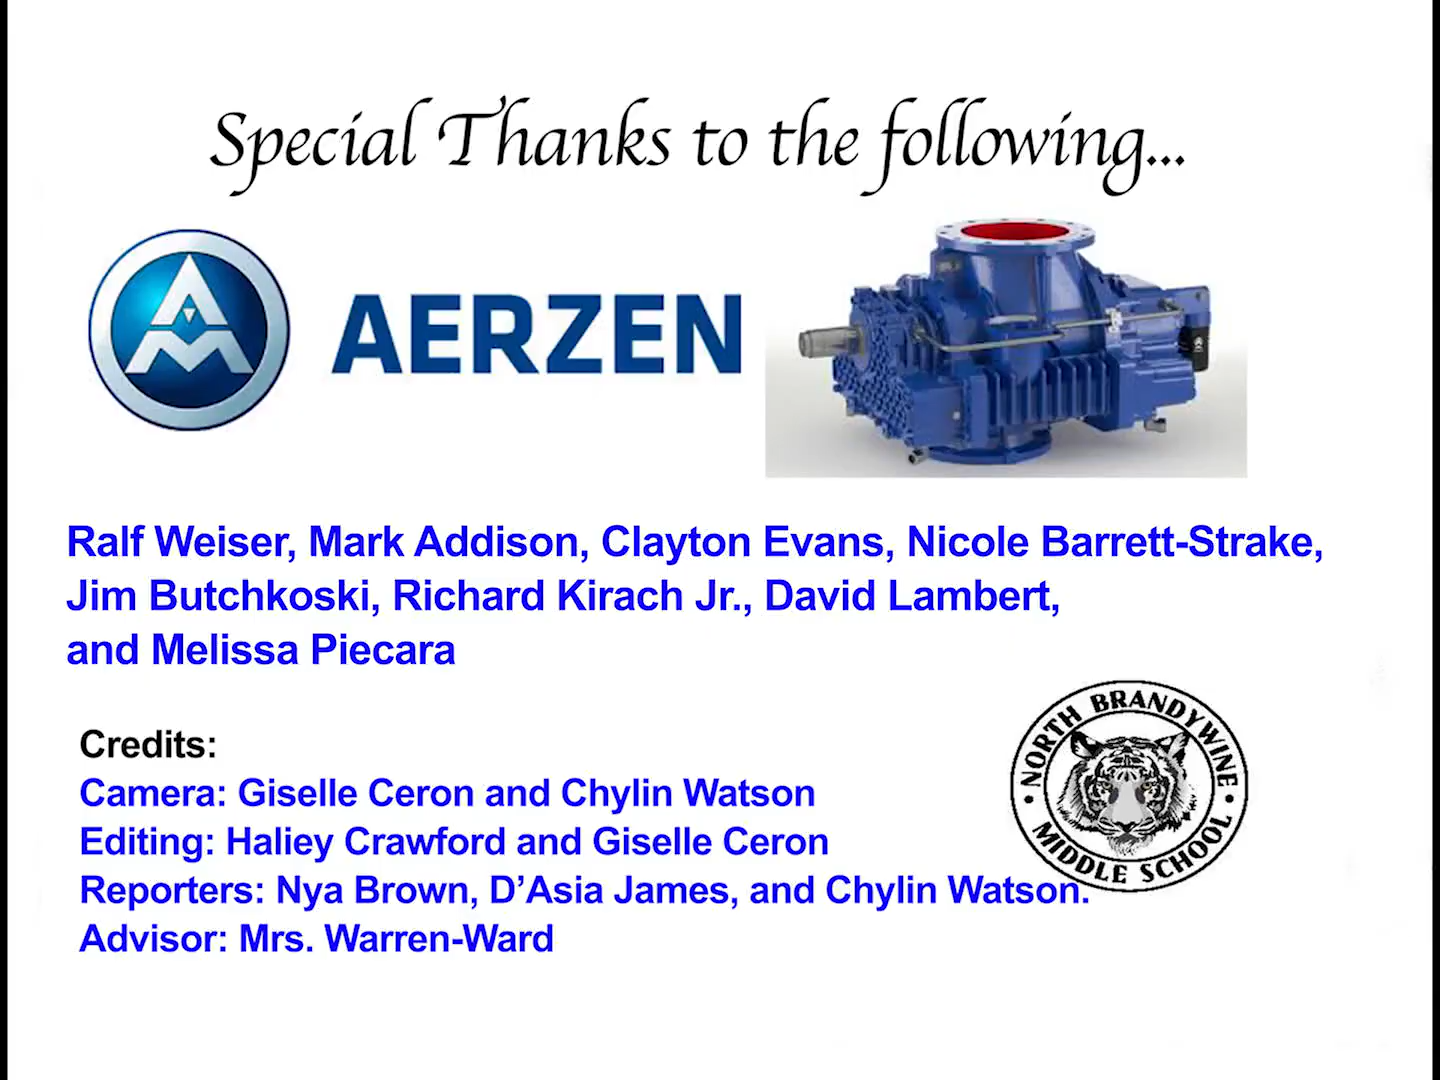 Special Thanks to the following...
AERZEN
Ralf Weiser, Mark Addison, Clayton Evans, Nicole Barrett-Strake,
Jim Butchkoski, Richard Kirach Jr., David Lambert,
and Melissa Piecara
Credits:
Camera: Giselle Ceron and Chylin Watson
Editing: Haliey Crawford and Giselle Ceron
Reporters: Nya Brown, D’Asia James, and Chylin Watson.
Advisor: Mrs. Warren-Ward
NORTH BRANDYWINE
MIDDLE SCHOOL